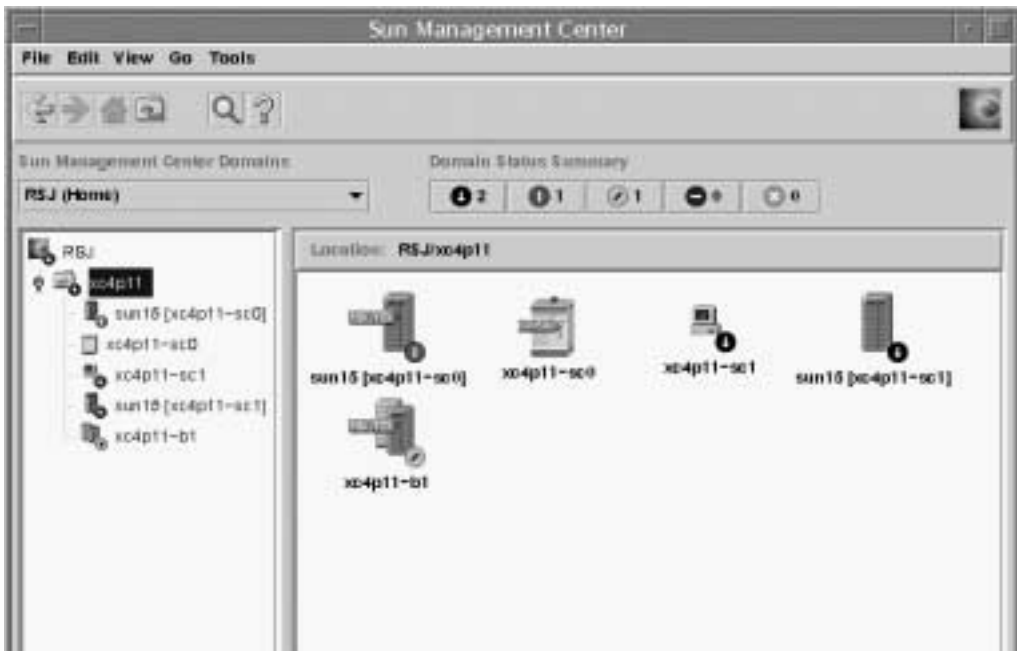 Sun Management Center
File Edit View Go Tools
Sun Management Center Domains
Domain Status Summary
RSJ (Home)
2 1 1 0 0
RSJ
Location: RSJ/xc4p11
xc4p11
sun15 [xc4p11-sc0]
xc4p11-sc0
xc4p11-sc1
sun15 [xc4p11-sc1]
xc4p11-b1
sun15 [xc4p11-sc0]
xc4p11-sc0
xc4p11-sc1
sun15 [xc4p11-sc1]
xc4p11-b1